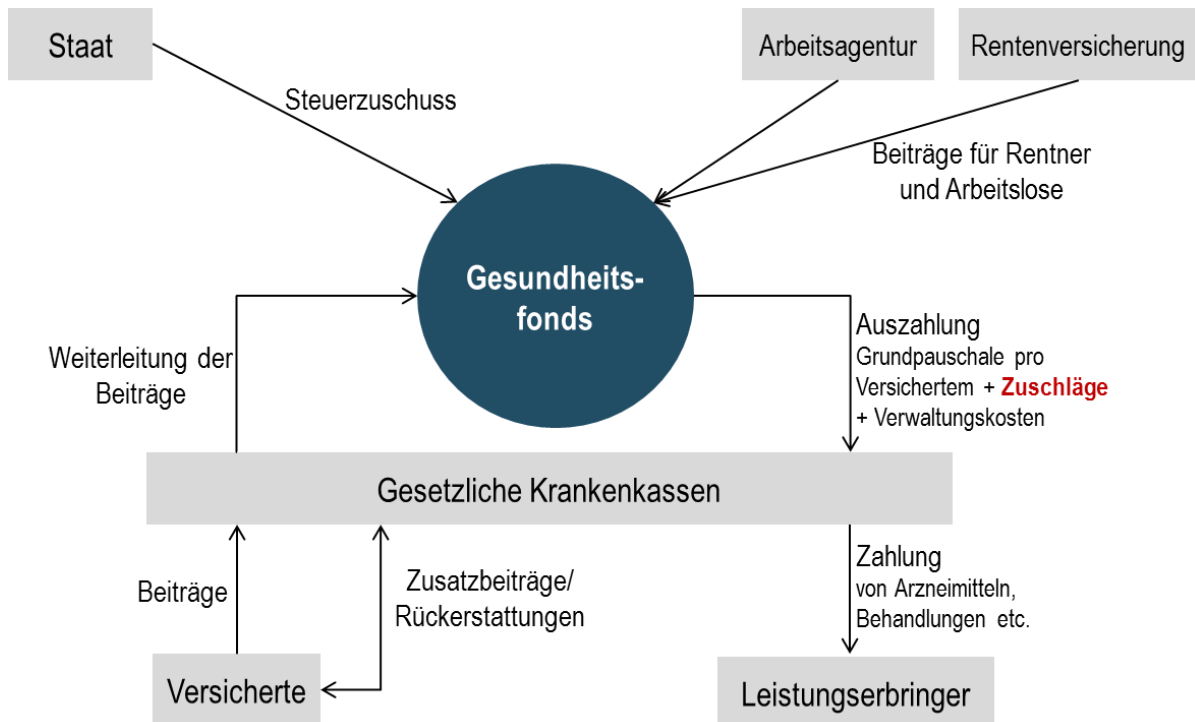 Staat
Arbeitsagentur
Rentenversicherung
Steuerzuschuss
Beiträge für Rentner
und Arbeitslose
Gesundheits-
fonds
Weiterleitung der
Beiträge
Auszahlung
Grundpauschale pro
Versichertem + Zuschläge
+ Verwaltungskosten
Gesetzliche Krankenkassen
Beiträge
Zusatzbeiträge/
Rückerstattungen
Zahlung
von Arzneimitteln,
Behandlungen etc.
Versicherte
Leistungserbringer